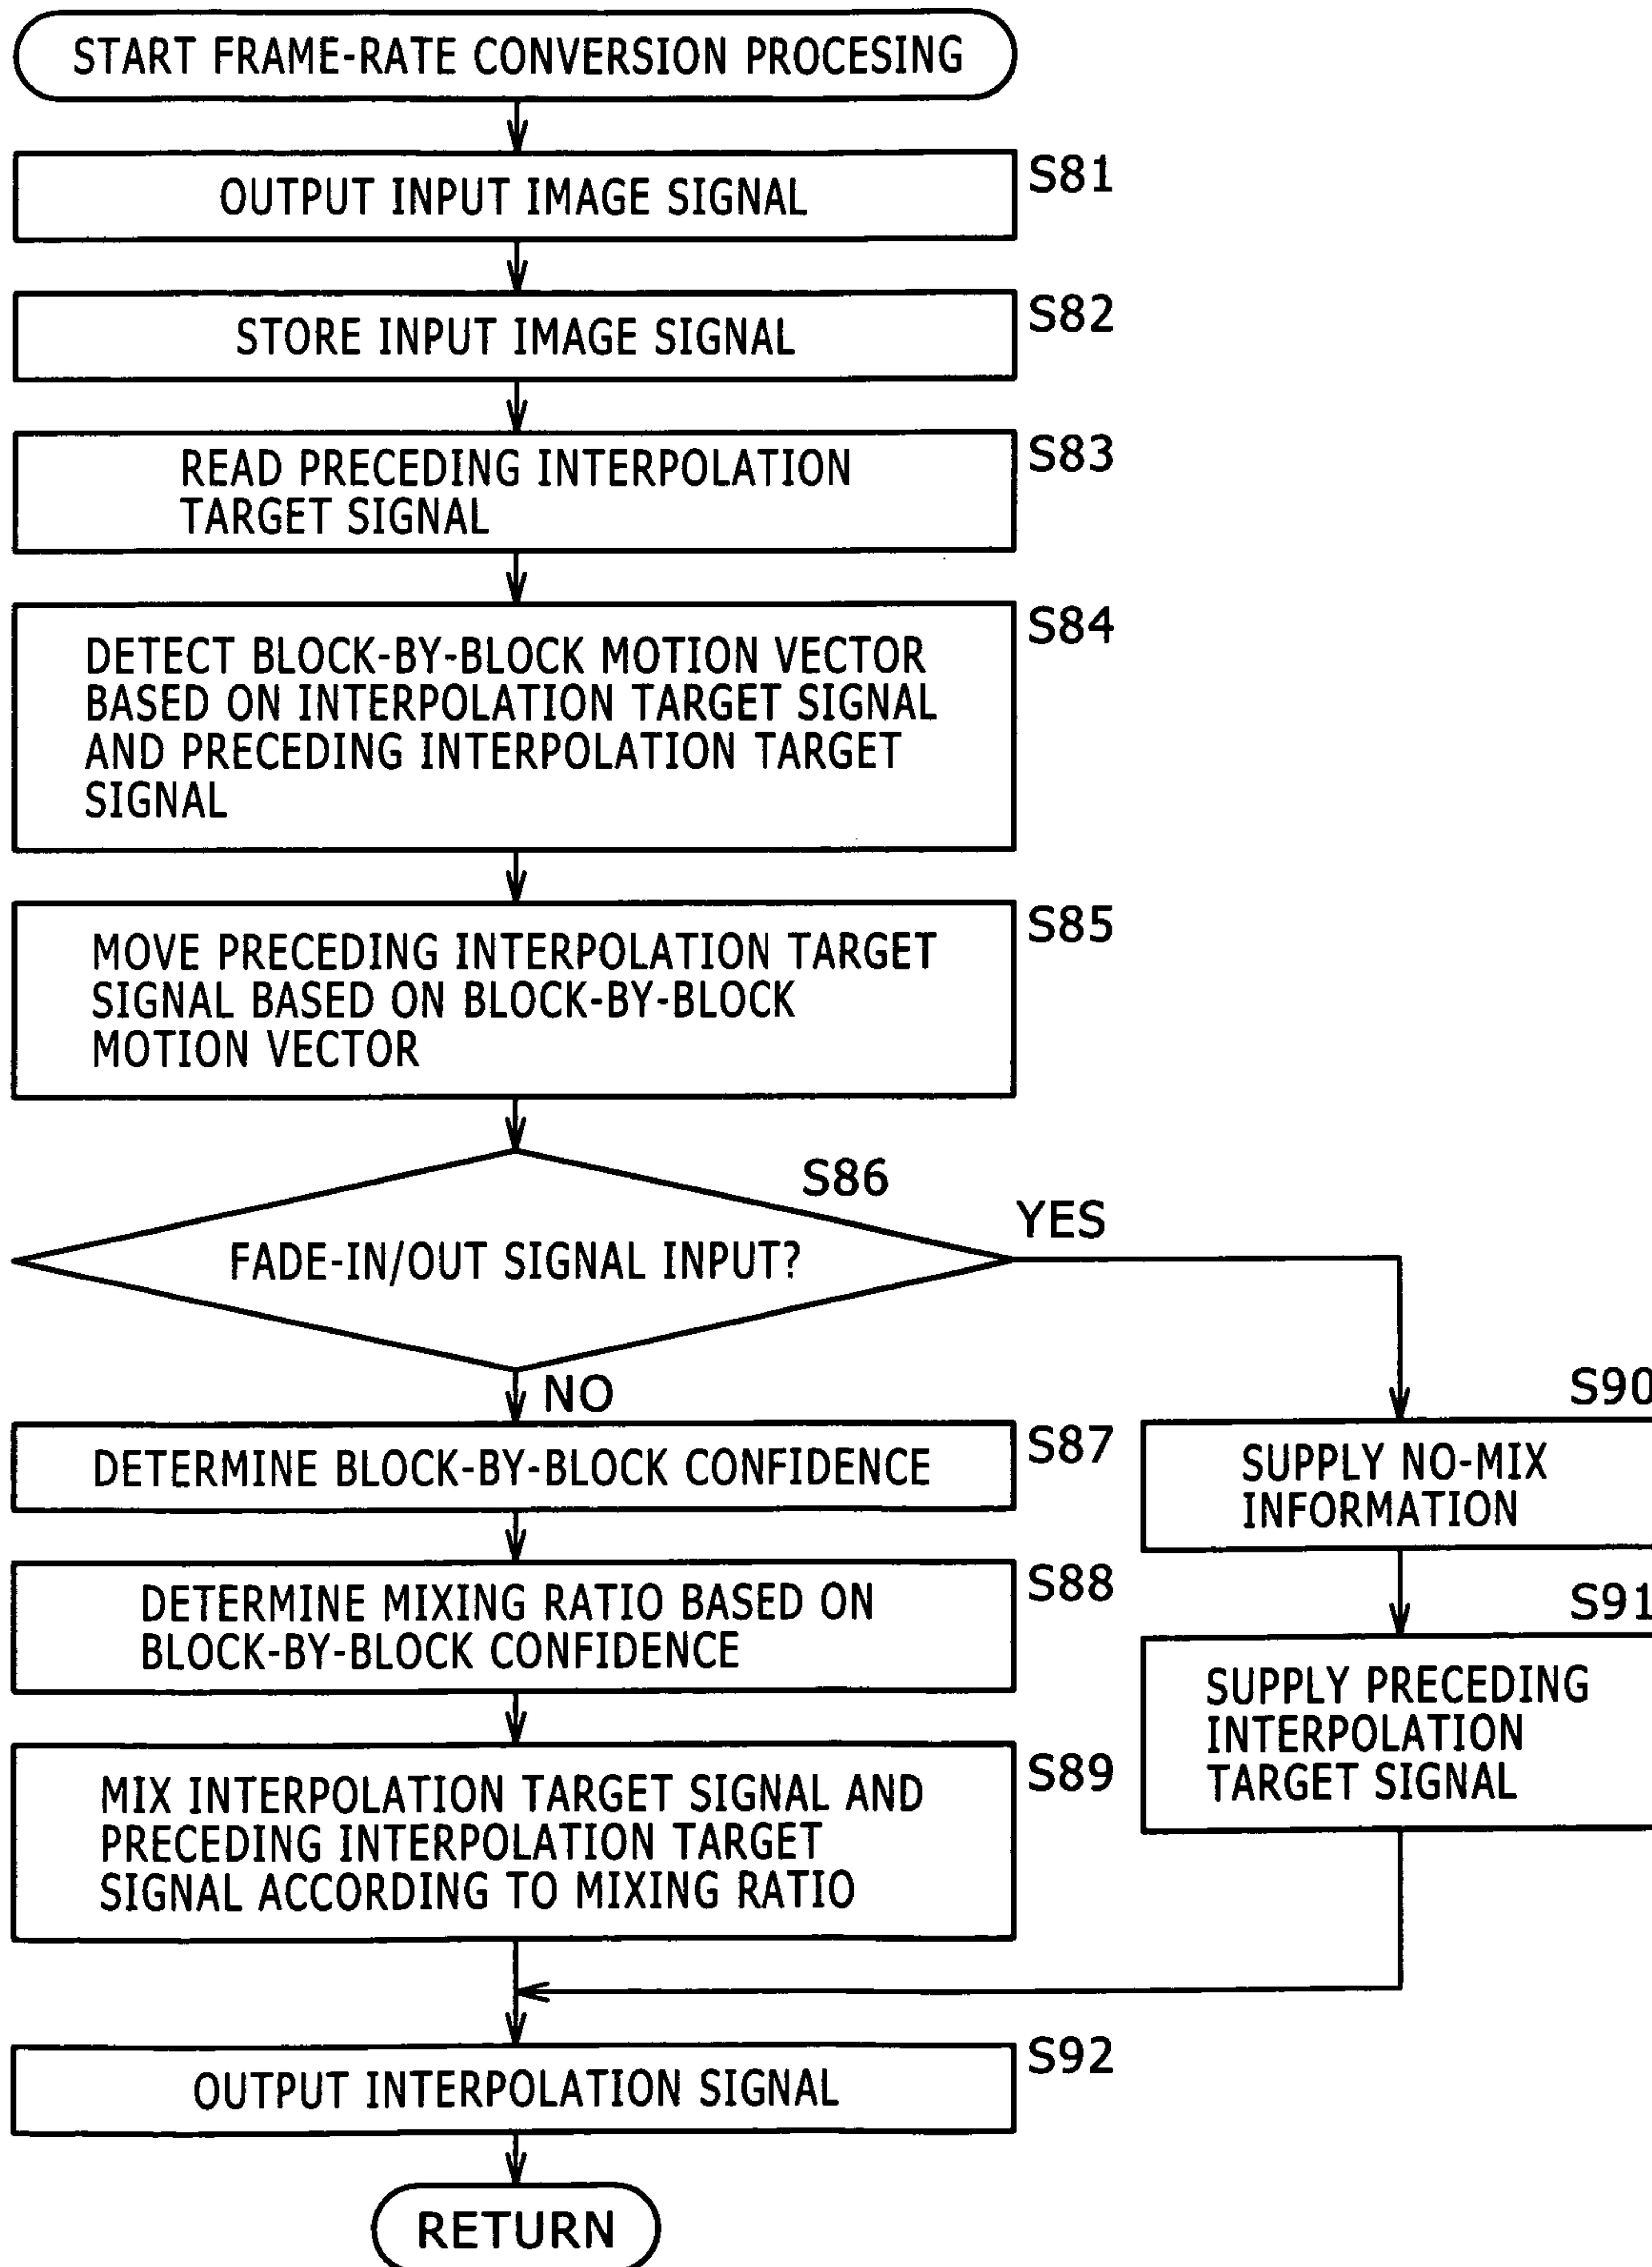 START FRAME-RATE CONVERSION PROCESING
S81
OUTPUT INPUT IMAGE SIGNAL
S82
STORE INPUT IMAGE SIGNAL
S83
READ PRECEDING INTERPOLATION
TARGET SIGNAL
S84
DETECT BLOCK-BY-BLOCK MOTION VECTOR
BASED ON INTERPOLATION TARGET SIGNAL
AND PRECEDING INTERPOLATION TARGET
SIGNAL
S85
MOVE PRECEDING INTERPOLATION TARGET
SIGNAL BASED ON BLOCK-BY-BLOCK
MOTION VECTOR
S86
YES
FADE-IN/OUT SIGNAL INPUT?
NO
S87
DETERMINE BLOCK-BY-BLOCK CONFIDENCE
S88
DETERMINE MIXING RATIO BASED ON
BLOCK-BY-BLOCK CONFIDENCE
S89
MIX INTERPOLATION TARGET SIGNAL AND
PRECEDING INTERPOLATION TARGET
SIGNAL ACCORDING TO MIXING RATIO
S90
SUPPLY NO-MIX
INFORMATION
S91
SUPPLY PRECEDING
INTERPOLATION
TARGET SIGNAL
S92
OUTPUT INTERPOLATION SIGNAL
RETURN